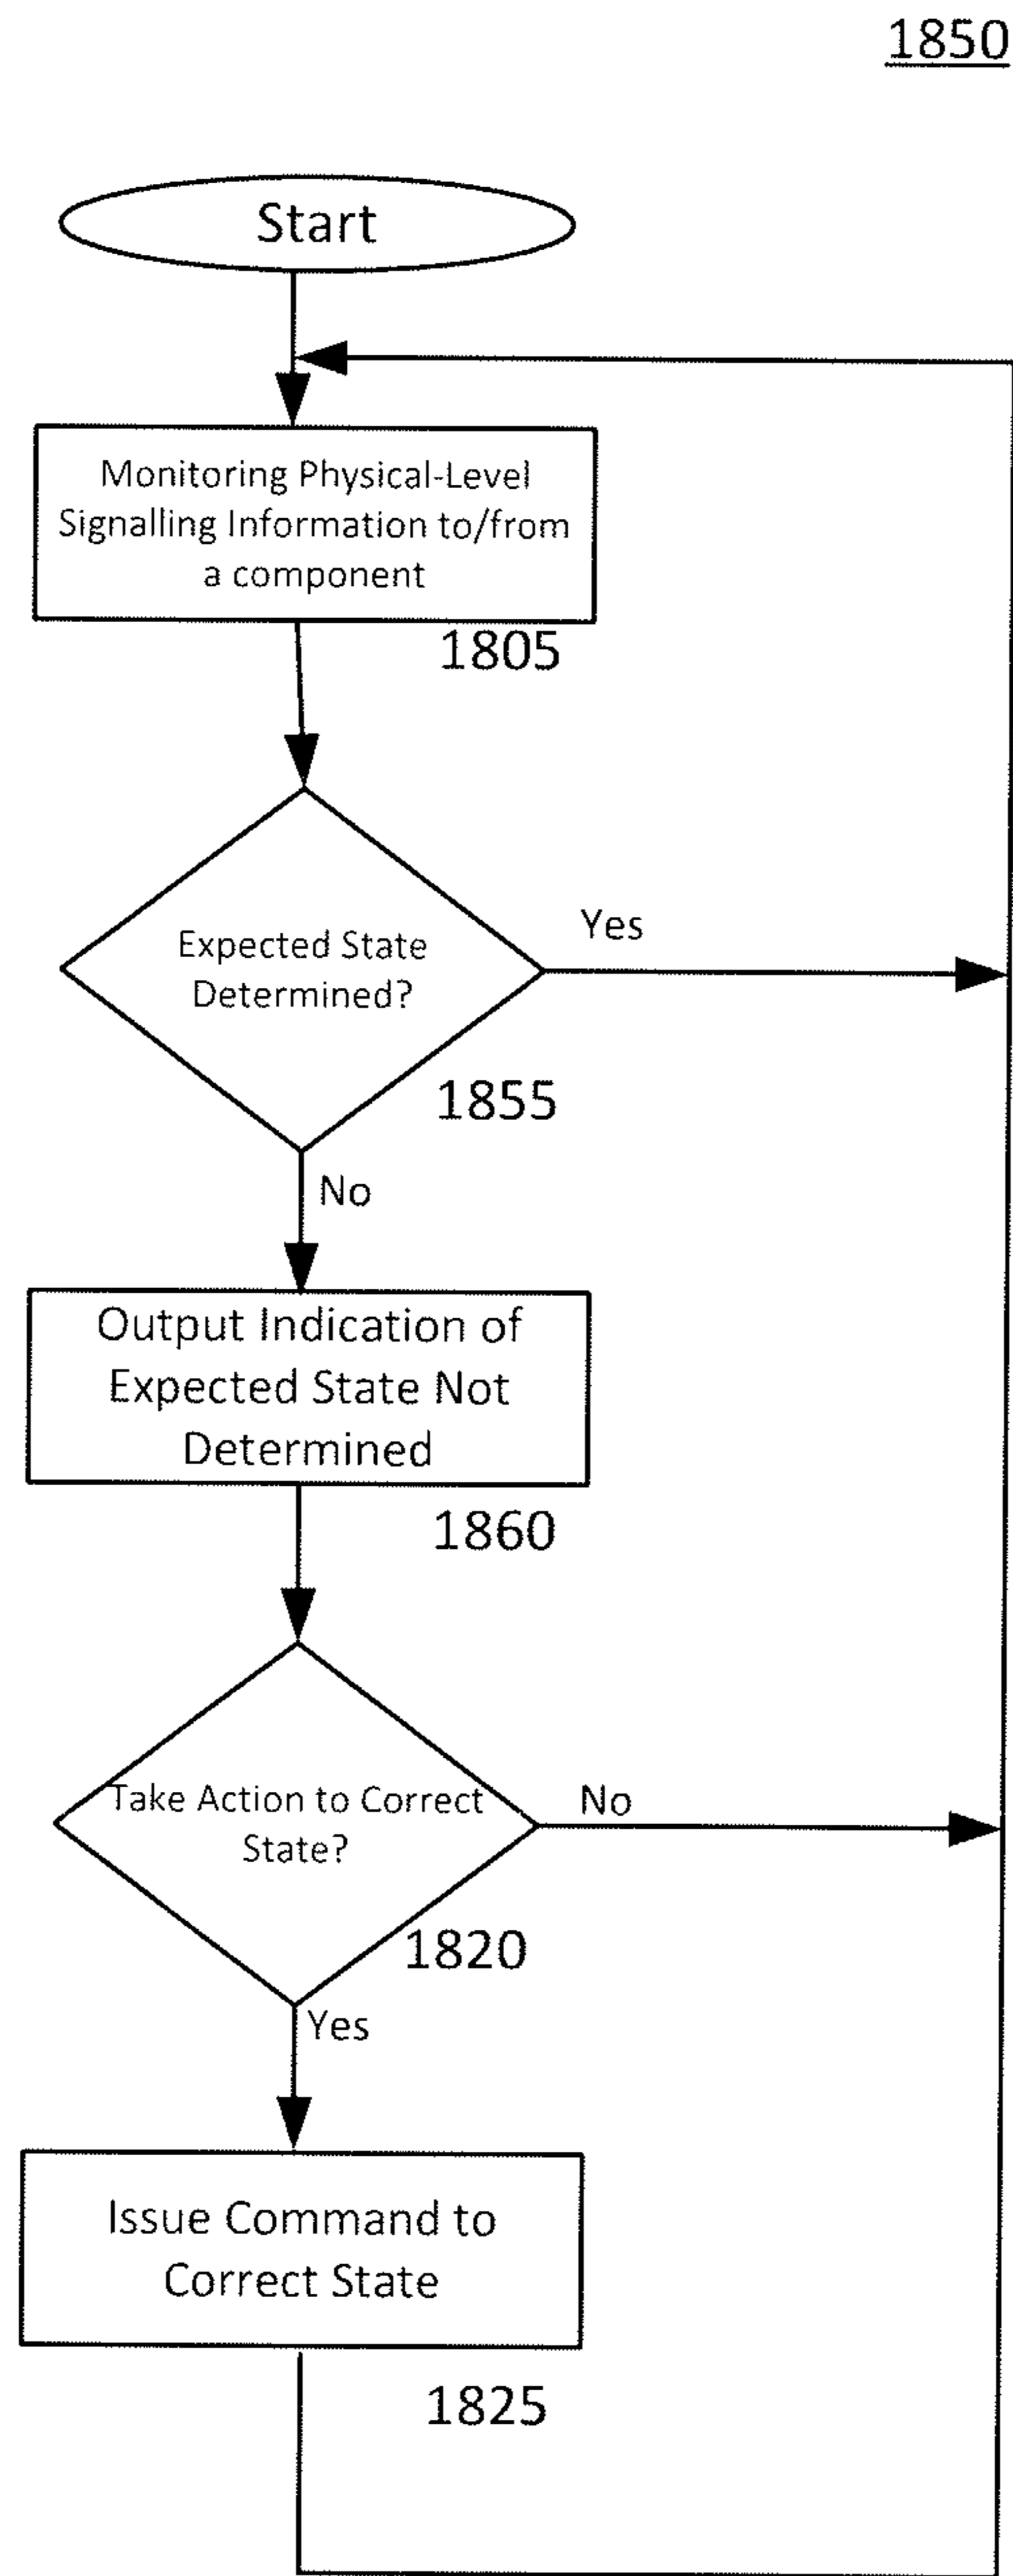 1850
Start
Monitoring Physical-Level
Signalling Information to/from
a component
1805
Expected State
Determined?
Yes
1855
No
Output Indication of
Expected State Not
Determined
1860
Take Action to Correct
State?
No
1820
Yes
Issue Command to
Correct State
1825